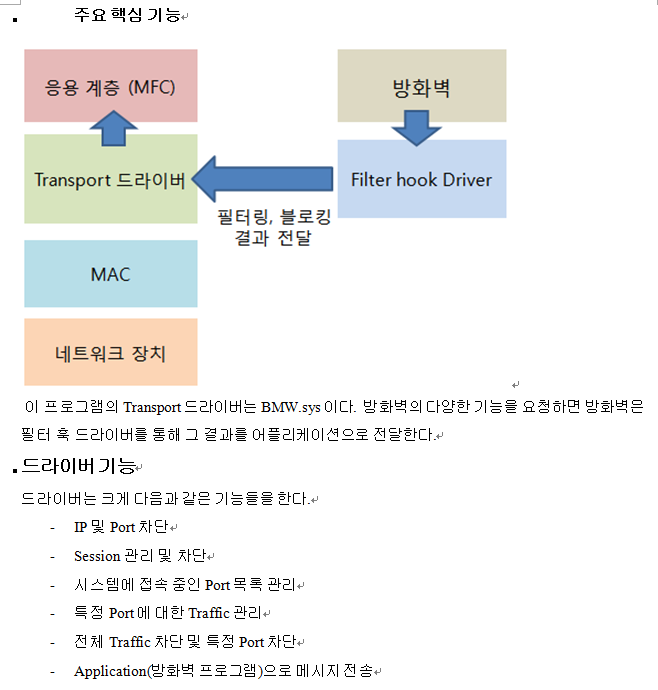 주요 핵심 기능
응용 계층 (MFC)
방화벽
Transport 드라이버
Filter hook Driver
필터링, 블로킹
결과 전달
MAC
네트워크 장치
이 프로그램의 Transport 드라이버는 BMW.sys 이다. 방화벽의 다양한 기능을 요청하면 방화벽은
필터 훅 드라이버를 통해 그 결과를 어플리케이션으로 전달한다.
드라이버 기능
드라이버는 크게 다음과 같은 기능들을 한다.
- IP 및 Port 차단
- Session 관리 및 차단
- 시스템에 접속 중인 Port 목록 관리
- 특정 Port 에 대한 Traffic 관리
- 전체 Traffic 차단 및 특정 Port 차단
- Application(방화벽 프로그램)으로 메시지 전송